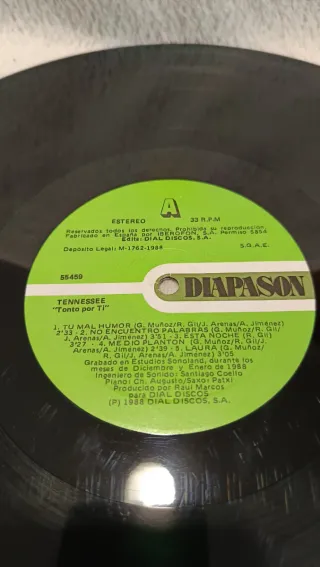 A
ESTEREO 33 R.P.M
Reservados todos los derechos. Prohibida su reproducción
Fabricado en España por IBEROFON, S.A. Permiso 5864
Edita: DIAL DISCOS, S.A.
Depósito Legal: M-1762-1988 S.G.A.E.
55459
DIAPASON
TENNESSEE
"Tonto por Ti"
1. TU MAL HUMOR (G. Muñoz/R. Gil/J. Arenas/A. Jiménez)
2'33 - 2. NO ENCUENTRO PALABRAS (G. Muñoz/R. Gil/
J. Arenas/A. Jiménez) 3'51 - 3. ESTA NOCHE (R. Gil)
3'27 - 4. MEDIO PLANTON (G. Muñoz/R. Gil/J.
Arenas/A. Jiménez) 2'39 - 5. LAURA (G. Muñoz/
R. Gil/J. Arenas/A. Jiménez) 3'05
Grabado en Estudios Sonoland, durante los
meses de Diciembre y Enero de 1988
Ingeniero de Sonido: Santiago Coello
Piano: Ch. Augusto/Saxo: Patxi
Producido por Raúl Marcos
para DIAL DISCOS
(P) 1988 DIAL DISCOS, S.A.